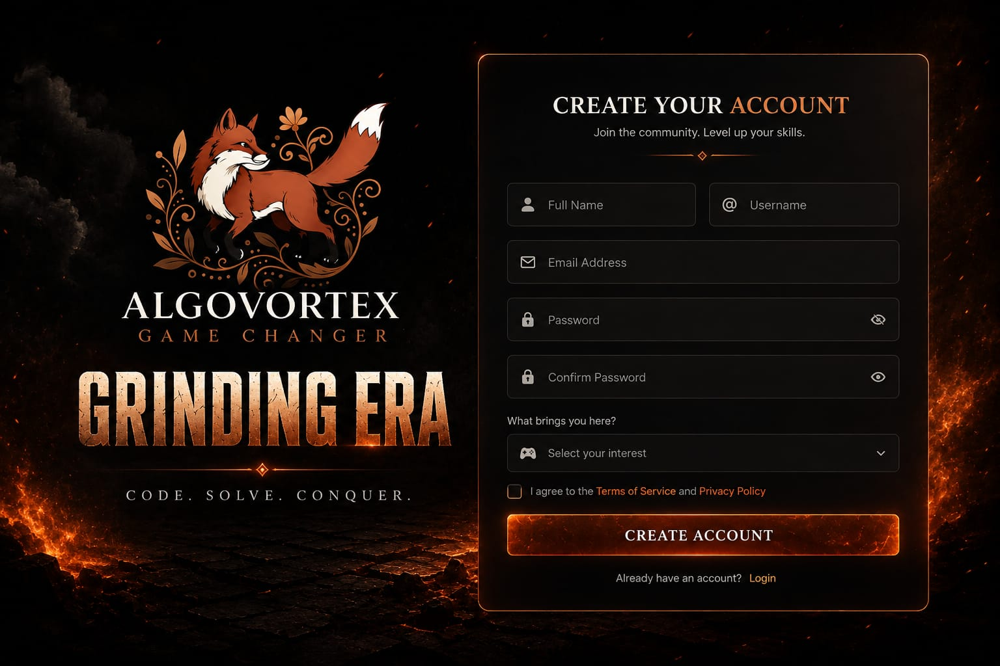 ALGOVORTEX
GAME CHANGER
GRINDING ERA
CODE. SOLVE. CONQUER.
CREATE YOUR ACCOUNT
Join the community. Level up your skills.
Full Name
@ Username
Email Address
Password
Confirm Password
What brings you here?
Select your interest
I agree to the Terms of Service and Privacy Policy
CREATE ACCOUNT
Already have an account? Login